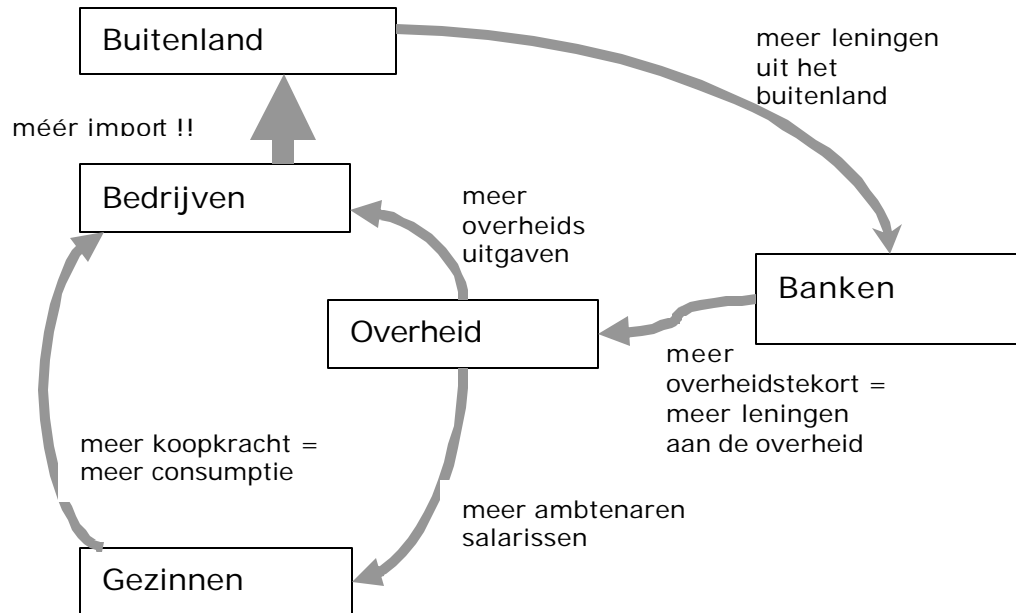 Buitenland
meer leningen
uit het
buitenland
méér import !!
Bedrijven
meer
overheids
uitgaven
Banken
Overheid
meer
overheidstekort =
meer leningen
aan de overheid
meer koopkracht =
meer consumptie
meer ambtenaren
salarissen
Gezinnen